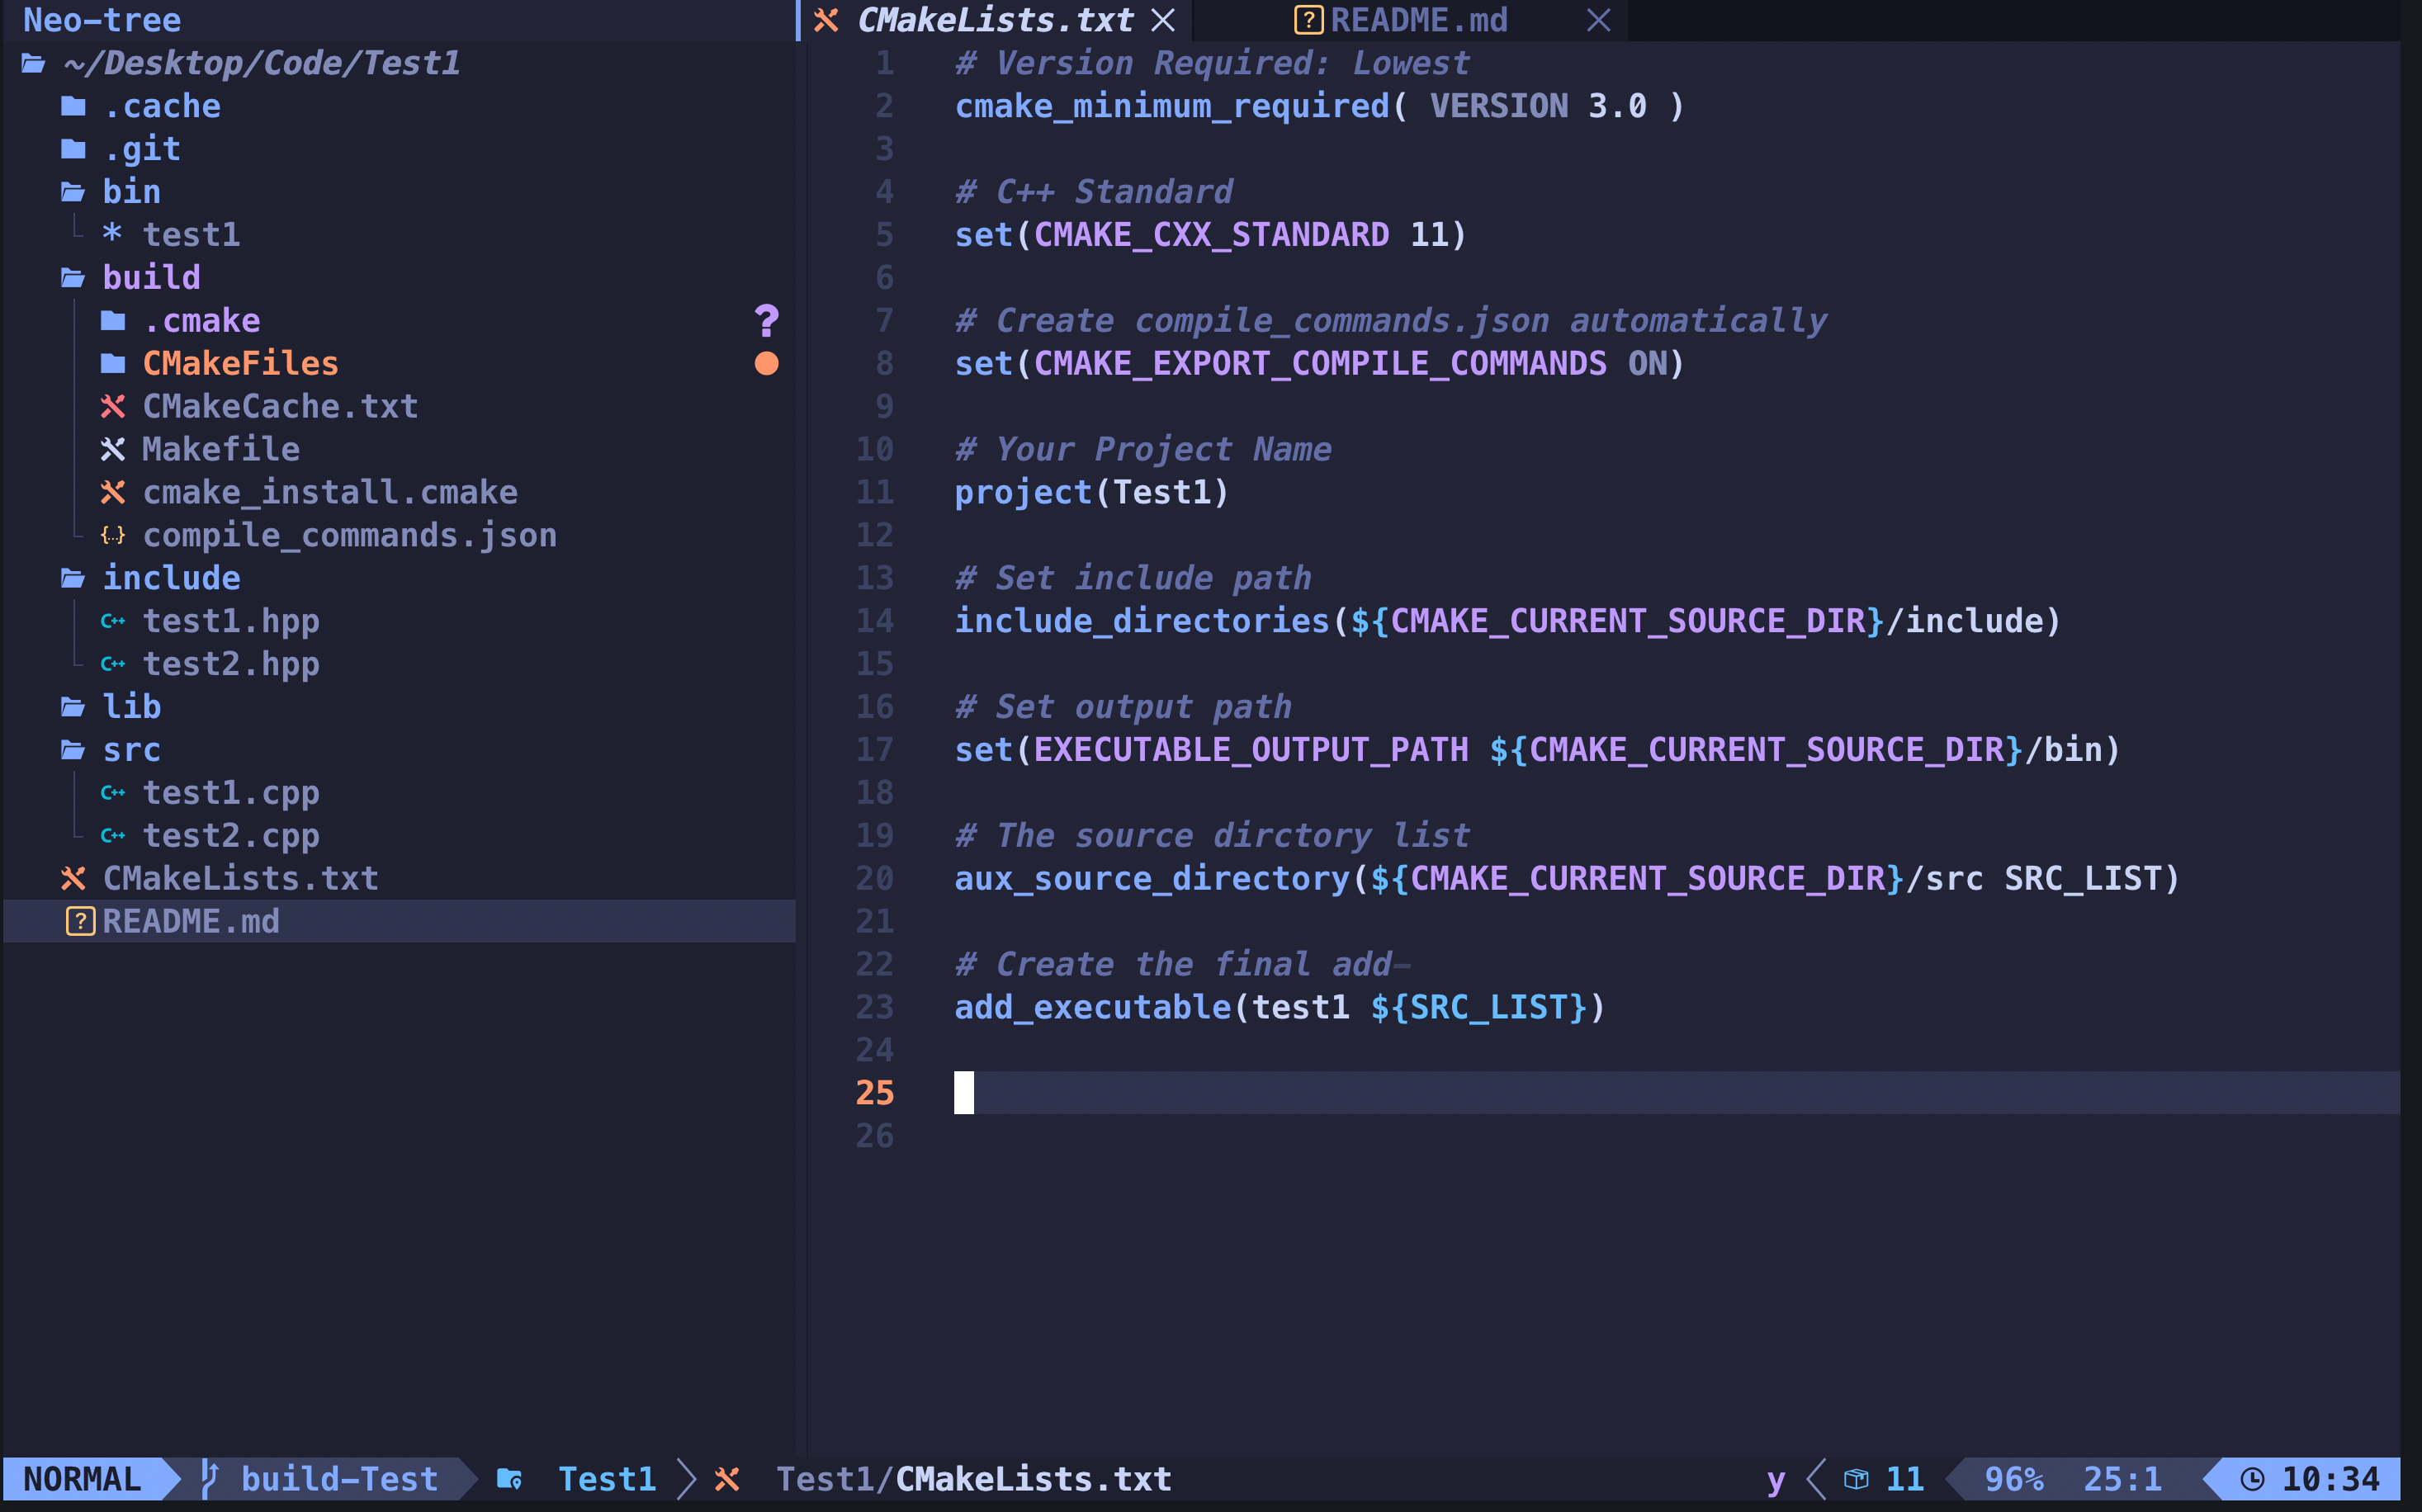 Neo-tree
~/Desktop/Code/Test1
.cache
.git
bin
* test1
build
.cmake ?
CMakeFiles
CMakeCache.txt
Makefile
cmake_install.cmake
{..} compile_commands.json
include
C++ test1.hpp
C++ test2.hpp
lib
src
C++ test1.cpp
C++ test2.cpp
CMakeLists.txt
? README.md
CMakeLists.txt ? README.md
1 # Version Required: Lowest
2 cmake_minimum_required( VERSION 3.0 )
3
4 # C++ Standard
5 set(CMAKE_CXX_STANDARD 11)
6
7 # Create compile_commands.json automatically
8 set(CMAKE_EXPORT_COMPILE_COMMANDS ON)
9
10 # Your Project Name
11 project(Test1)
12
13 # Set include path
14 include_directories(${CMAKE_CURRENT_SOURCE_DIR}/include)
15
16 # Set output path
17 set(EXECUTABLE_OUTPUT_PATH ${CMAKE_CURRENT_SOURCE_DIR}/bin)
18
19 # The source dirctory list
20 aux_source_directory(${CMAKE_CURRENT_SOURCE_DIR}/src SRC_LIST)
21
22 # Create the final add-
23 add_executable(test1 ${SRC_LIST})
24
25
26
NORMAL build-Test Test1 Test1/CMakeLists.txt y 11 96% 25:1 10:34